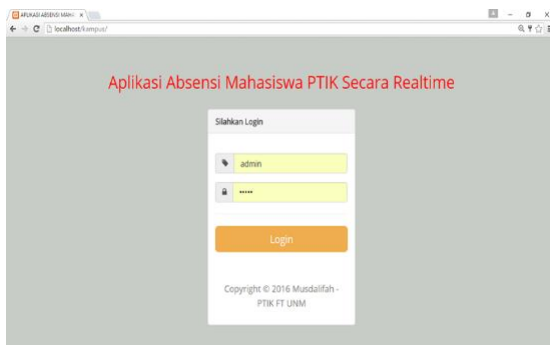 APLIKASI ABSENSI MAHA
localhost/kampus/
Aplikasi Absensi Mahasiswa PTIK Secara Realtime
Silahkan Login
admin
•••••
Login
Copyright © 2016 Musdalifah -
PTIK FT UNM